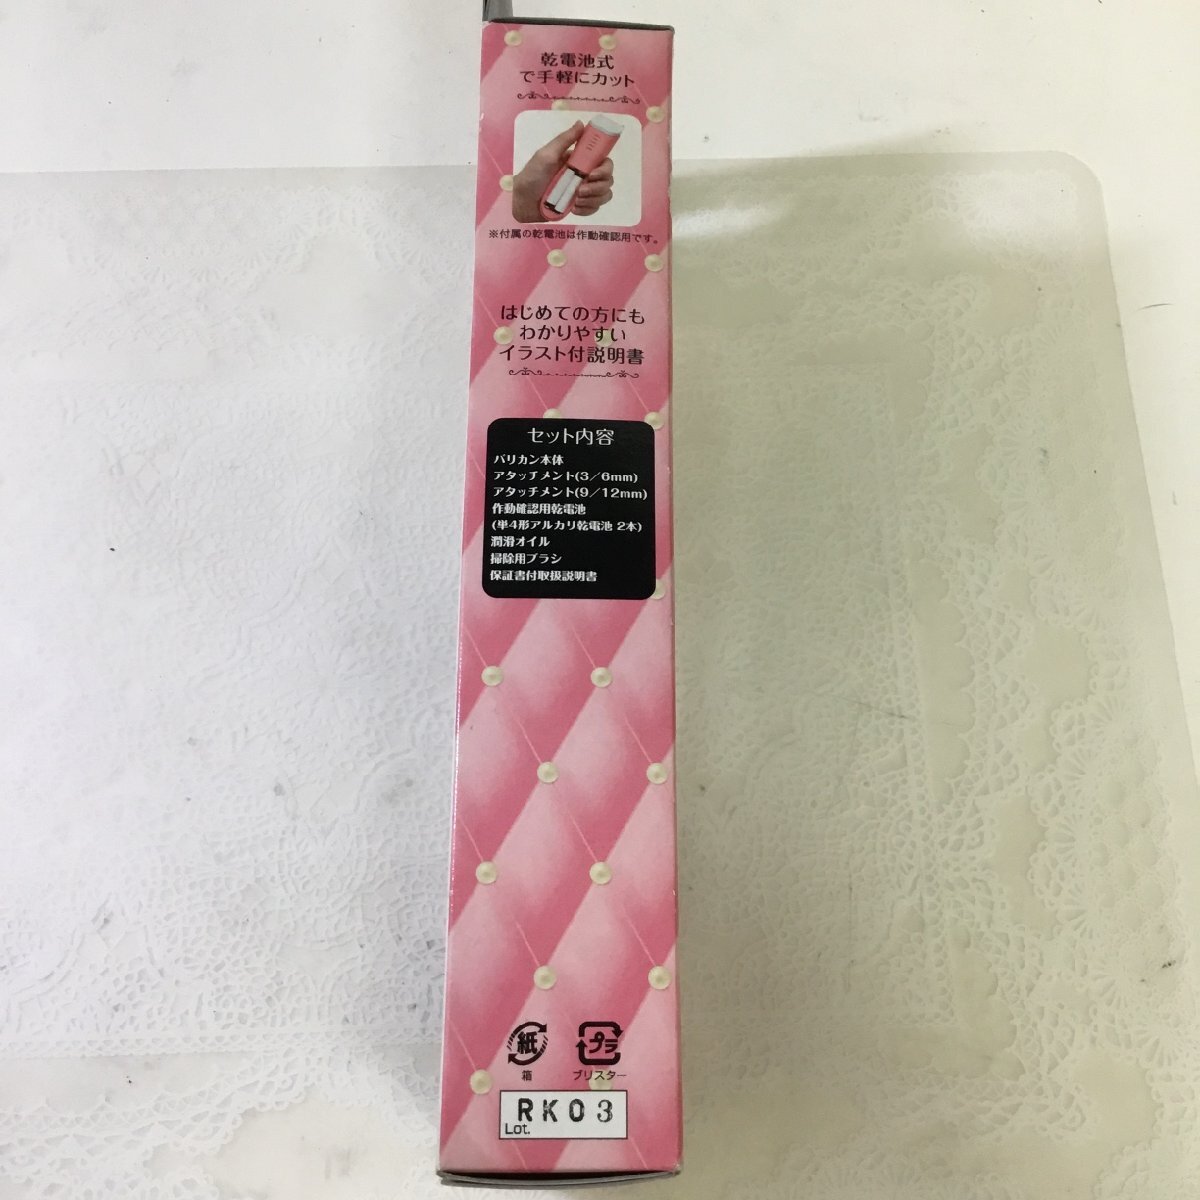 乾電池式
で手軽にカット
※付属の乾電池は作動確認用です。
はじめての方にも
わかりやすい
イラスト付説明書
セット内容
バリカン本体
アタッチメント(3/6mm)
アタッチメント(9/12mm)
作動確認用乾電池
(単4形アルカリ乾電池 2本)
潤滑オイル
掃除用ブラシ
保証書付取扱説明書
紙 プラ
箱 ブリスター
RK03
Lot.